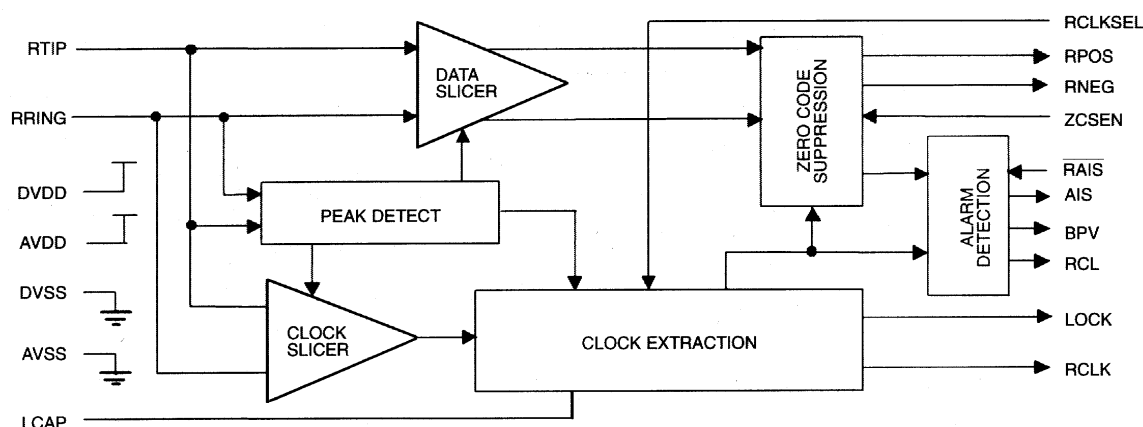 RTIP
RRING
DVDD
AVDD
DVSS
AVSS
LCAP
DATA
SLICER
PEAK DETECT
CLOCK
SLICER
CLOCK EXTRACTION
ZERO CODE
SUPPRESSION
ALARM
DETECTION
RCLKSEL
RPOS
RNEG
ZCSEN
RAIS
AIS
BPV
RCL
LOCK
RCLK